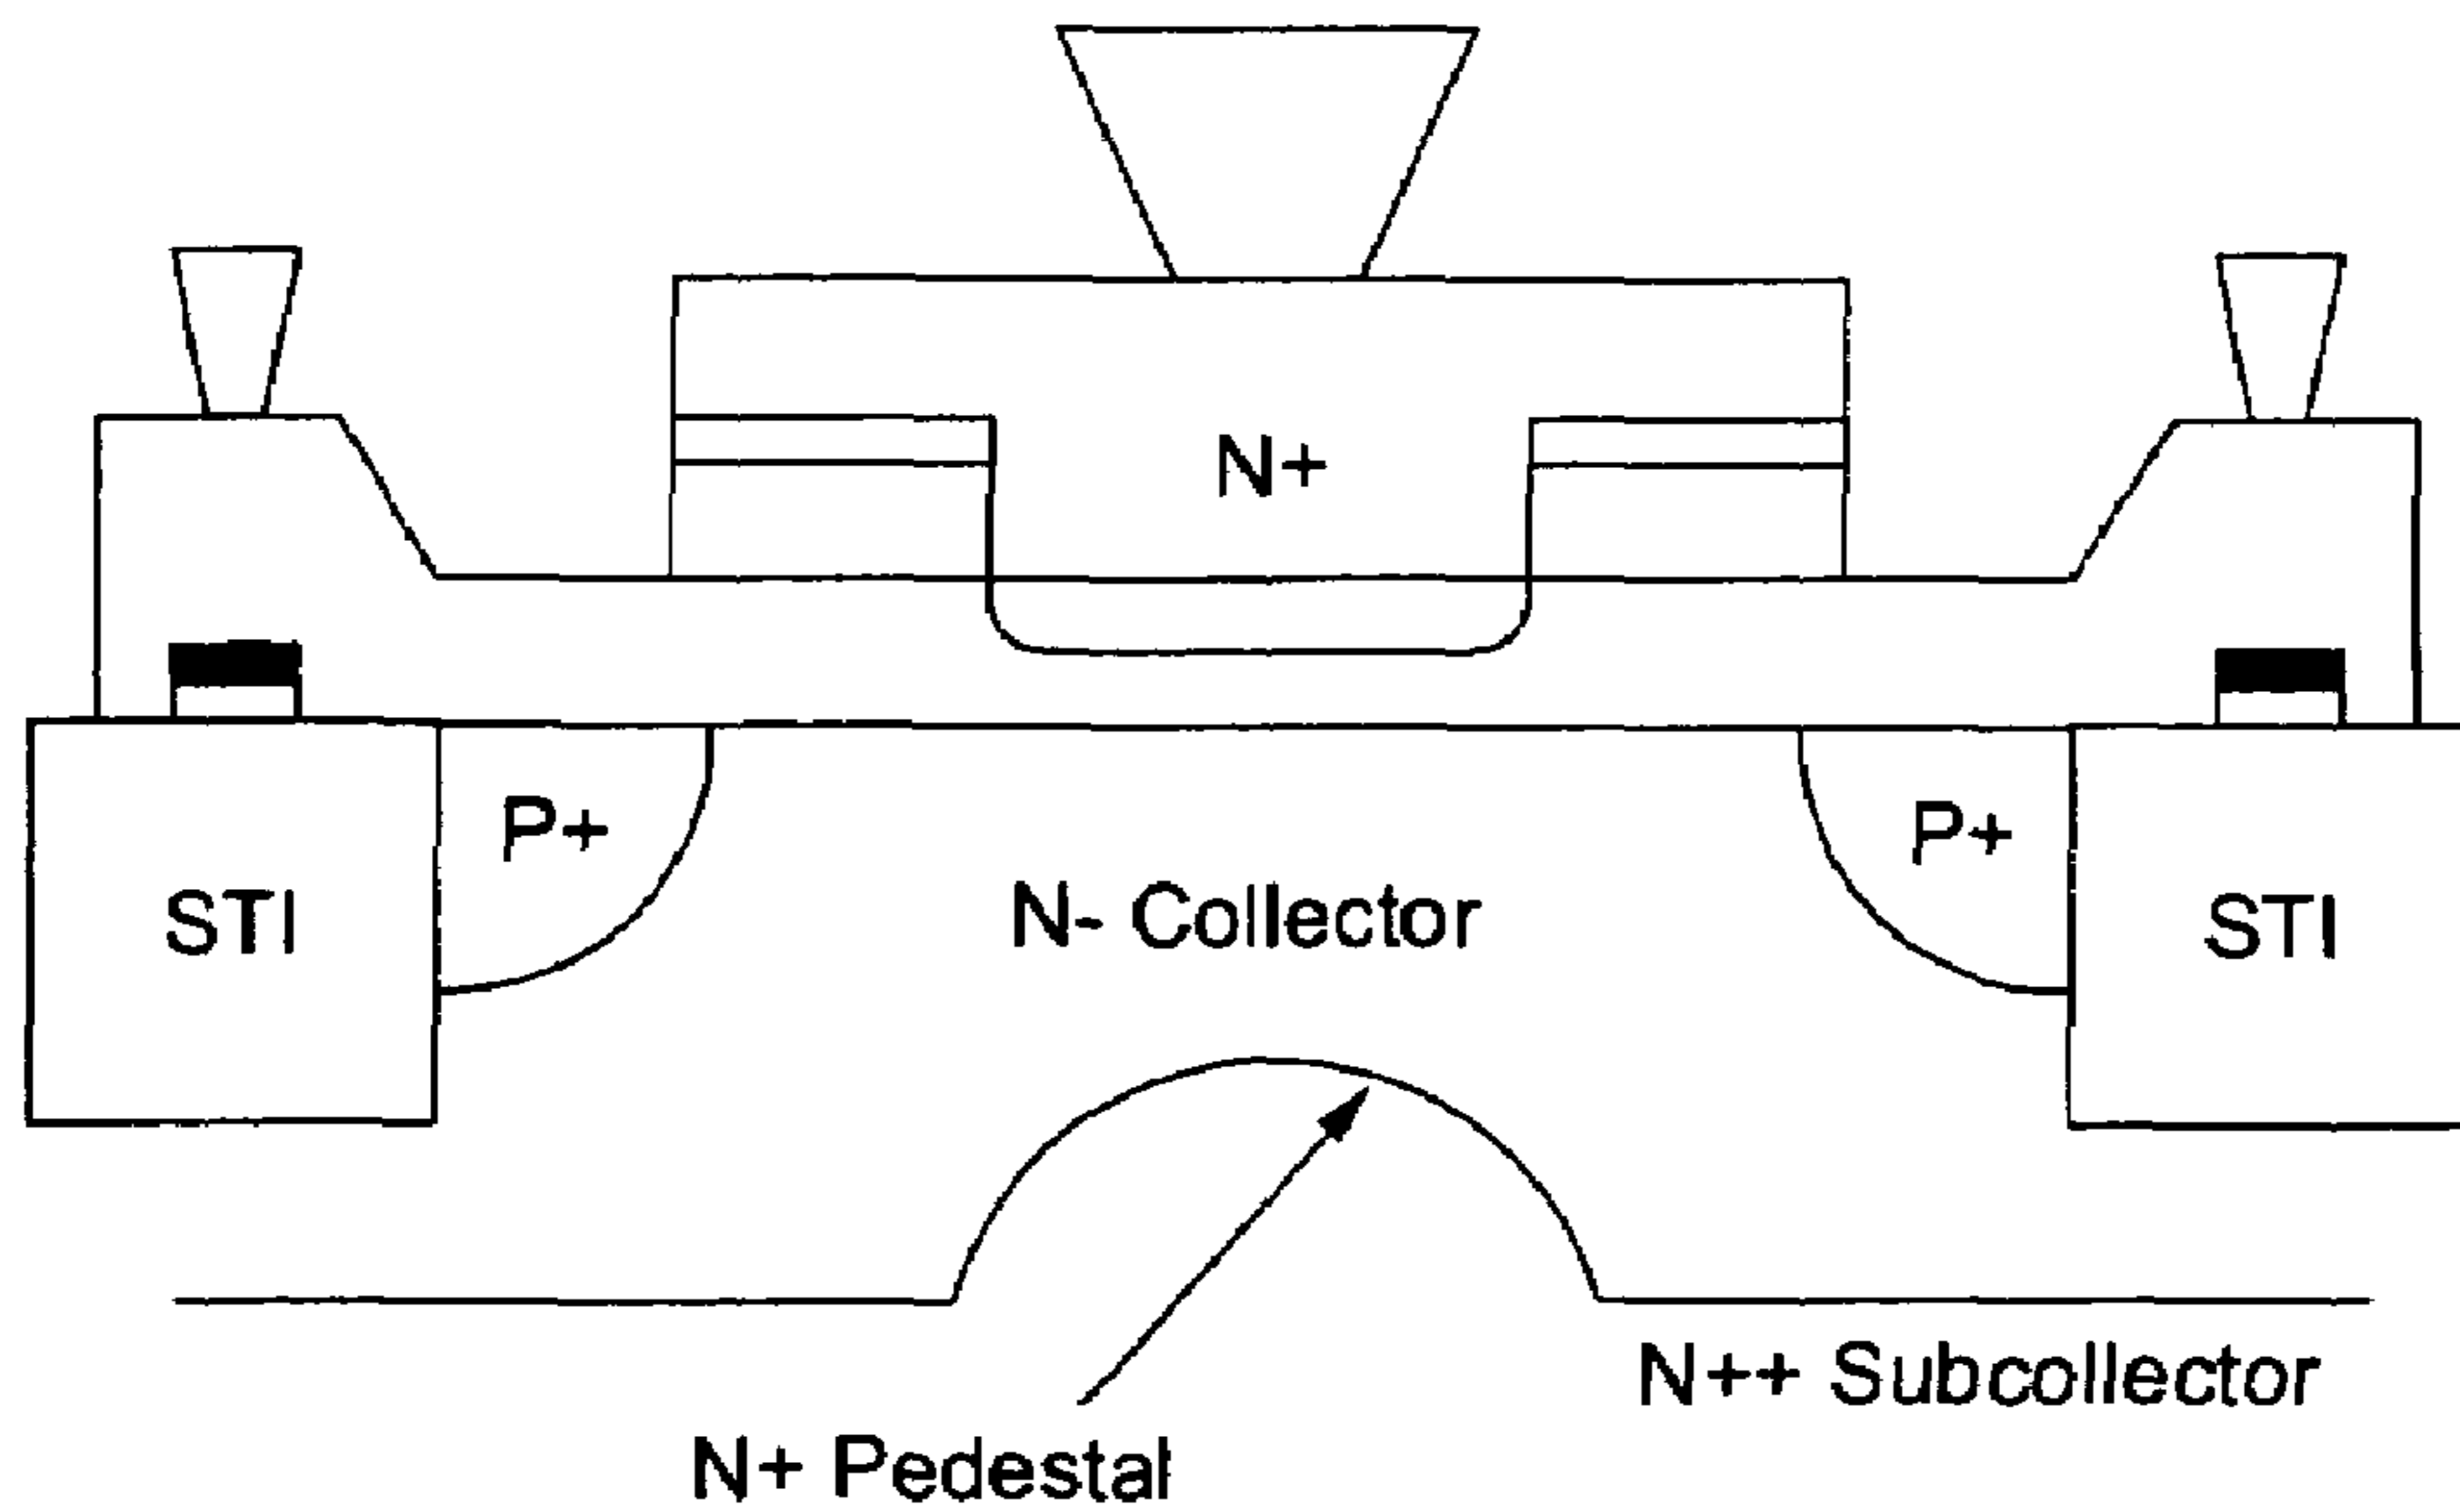 N+
P+
P+
STI
N- Collector
STI
N++ Subcollector
N+ Pedestal